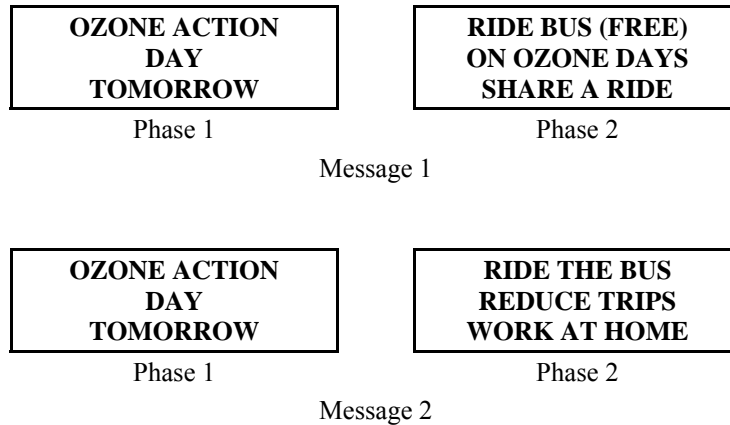 OZONE ACTION
DAY
TOMORROW
Phase 1
RIDE BUS (FREE)
ON OZONE DAYS
SHARE A RIDE
Phase 2
Message 1
OZONE ACTION
DAY
TOMORROW
Phase 1
RIDE THE BUS
REDUCE TRIPS
WORK AT HOME
Phase 2
Message 2